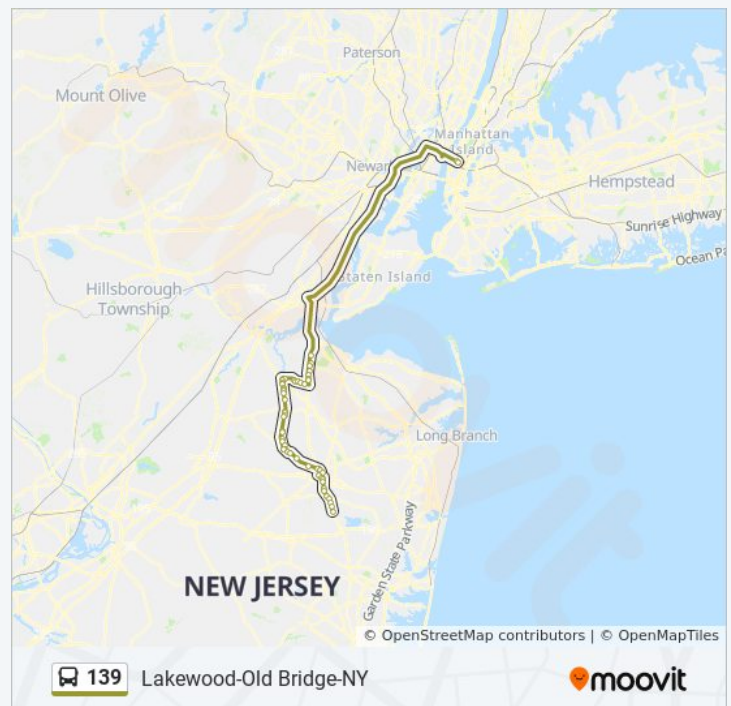 Paterson
Mount Olive
Manhattan
Island
Newar
Hempstead
Sunrise Highway
Ocean Pa
Staten Island
Hillsborough
Township
Long Branch
Garden State Parkway
NEW JERSEY
© OpenStreetMap contributors | © OpenMapTiles
139 Lakewood-Old Bridge-NY
moovit